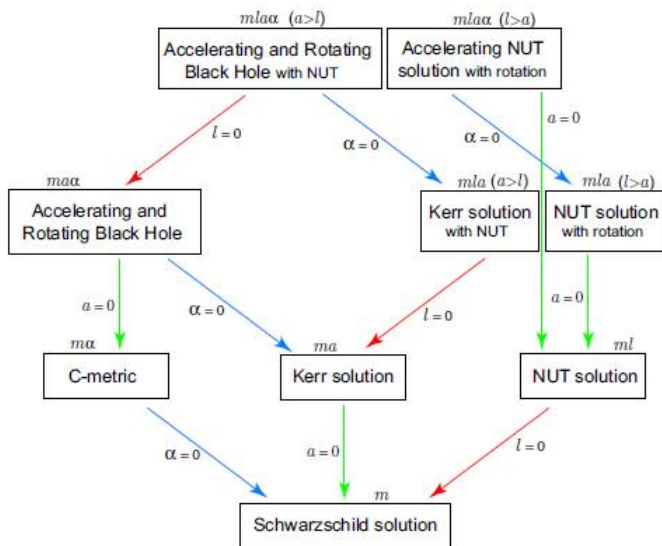 mlaα (a>l)
Accelerating and Rotating
Black Hole with NUT
mlaα (l>a)
Accelerating NUT
solution with rotation
l = 0
α = 0
α = 0
a = 0
maα
Accelerating and
Rotating Black Hole
mla (a>l)
Kerr solution
with NUT
mla (l>a)
NUT solution
with rotation
a = 0
α = 0
l = 0
a = 0
mα
C-metric
ma
Kerr solution
ml
NUT solution
α = 0
a = 0
l = 0
m
Schwarzschild solution